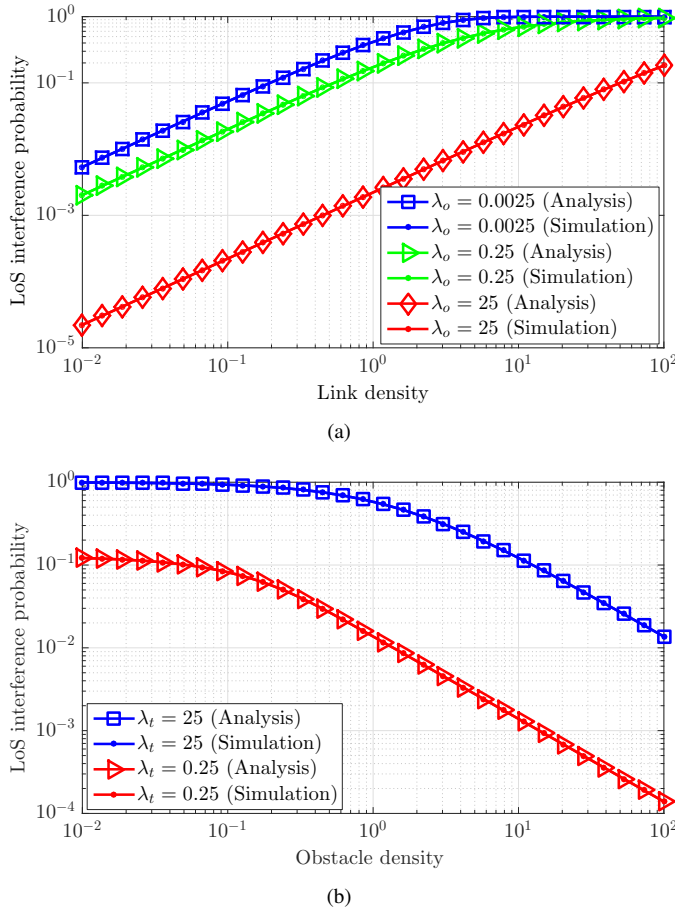 10^0
10^{-1}
10^{-3}
10^{-5}
LoS interference probability
λ_o = 0.0025 (Analysis)
λ_o = 0.0025 (Simulation)
λ_o = 0.25 (Analysis)
λ_o = 0.25 (Simulation)
λ_o = 25 (Analysis)
λ_o = 25 (Simulation)
10^{-2} 10^{-1} 10^0 10^1 10^2
Link density
(a)
10^0
10^{-1}
10^{-2}
10^{-3}
10^{-4}
LoS interference probability
λ_t = 25 (Analysis)
λ_t = 25 (Simulation)
λ_t = 0.25 (Analysis)
λ_t = 0.25 (Simulation)
10^{-2} 10^{-1} 10^0 10^1 10^2
Obstacle density
(b)